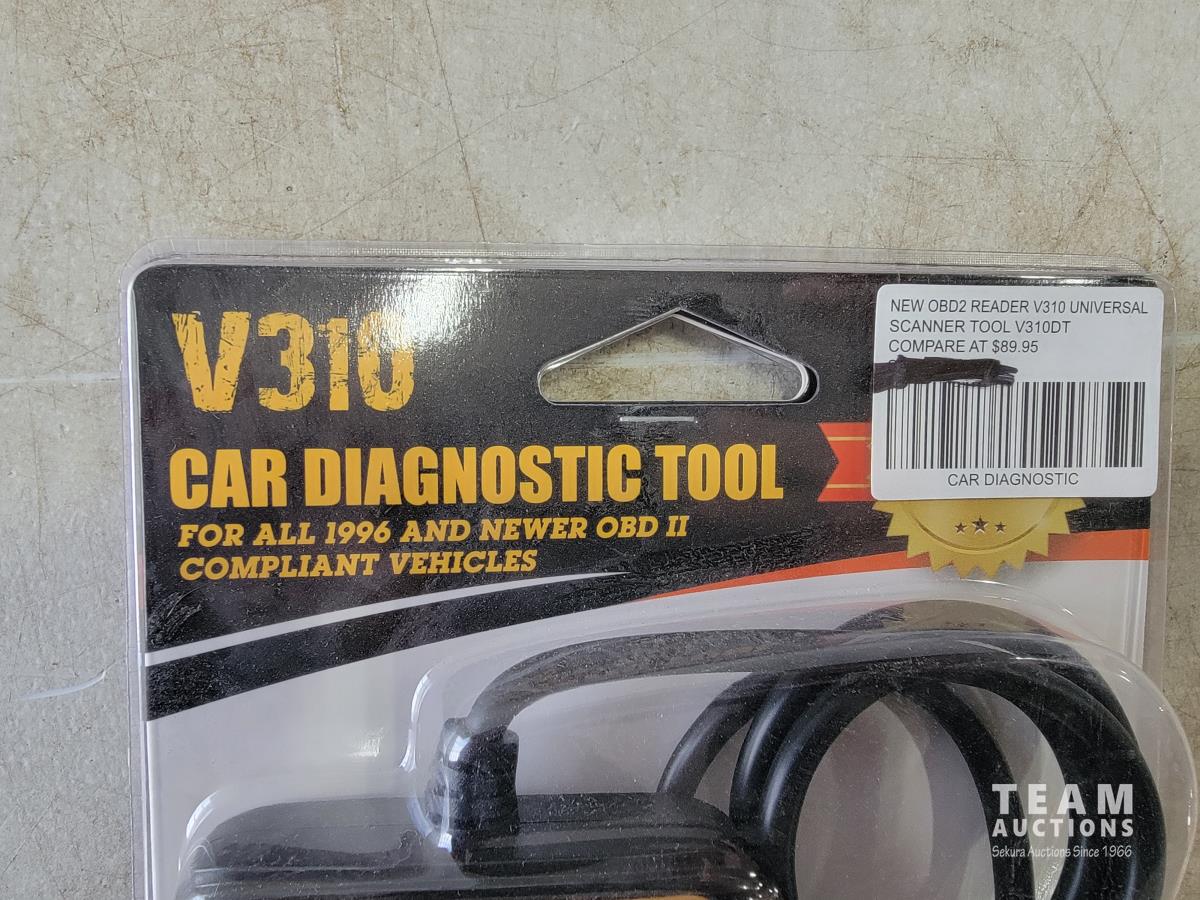 V310
CAR DIAGNOSTIC TOOL
FOR ALL 1996 AND NEWER OBD II
COMPLIANT VEHICLES
NEW OBD2 READER V310 UNIVERSAL
SCANNER TOOL V310DT
COMPARE AT $89.95
CAR DIAGNOSTIC
TEAM
AUCTIONS
Sekura Auctions Since 1966